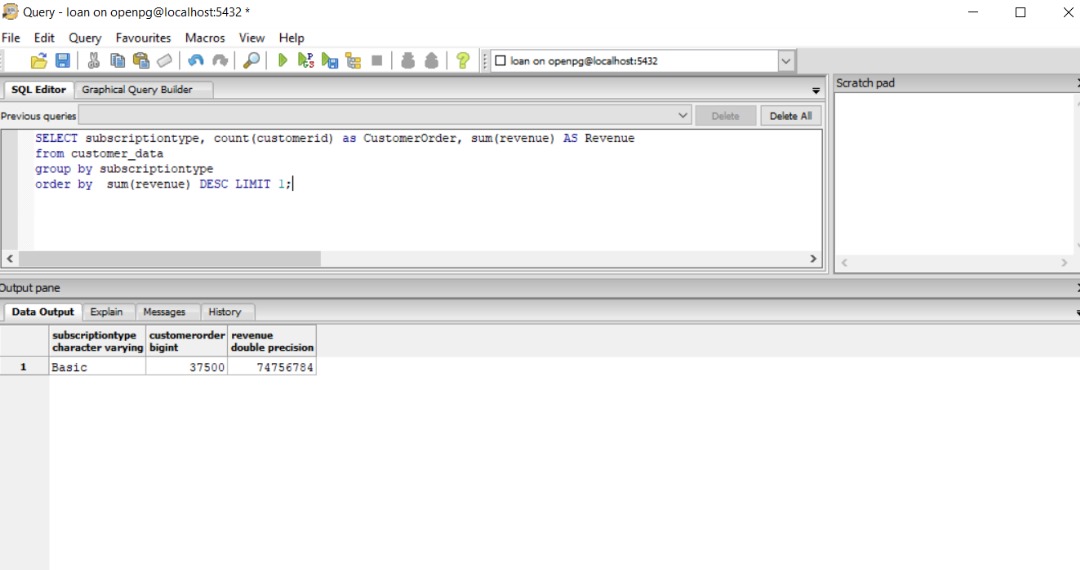 Query - loan on openpg@localhost:5432 *
File Edit Query Favourites Macros View Help
loan on openpg@localhost:5432
SQL Editor Graphical Query Builder
Scratch pad
Previous queries Delete Delete All
SELECT subscriptiontype, count(customerid) as CustomerOrder, sum(revenue) AS Revenue
from customer_data
group by subscriptiontype
order by  sum(revenue) DESC LIMIT 1;
Output pane
Data Output Explain Messages History
subscriptiontype customerorder revenue
character varying bigint double precision
1 Basic 37500 74756784